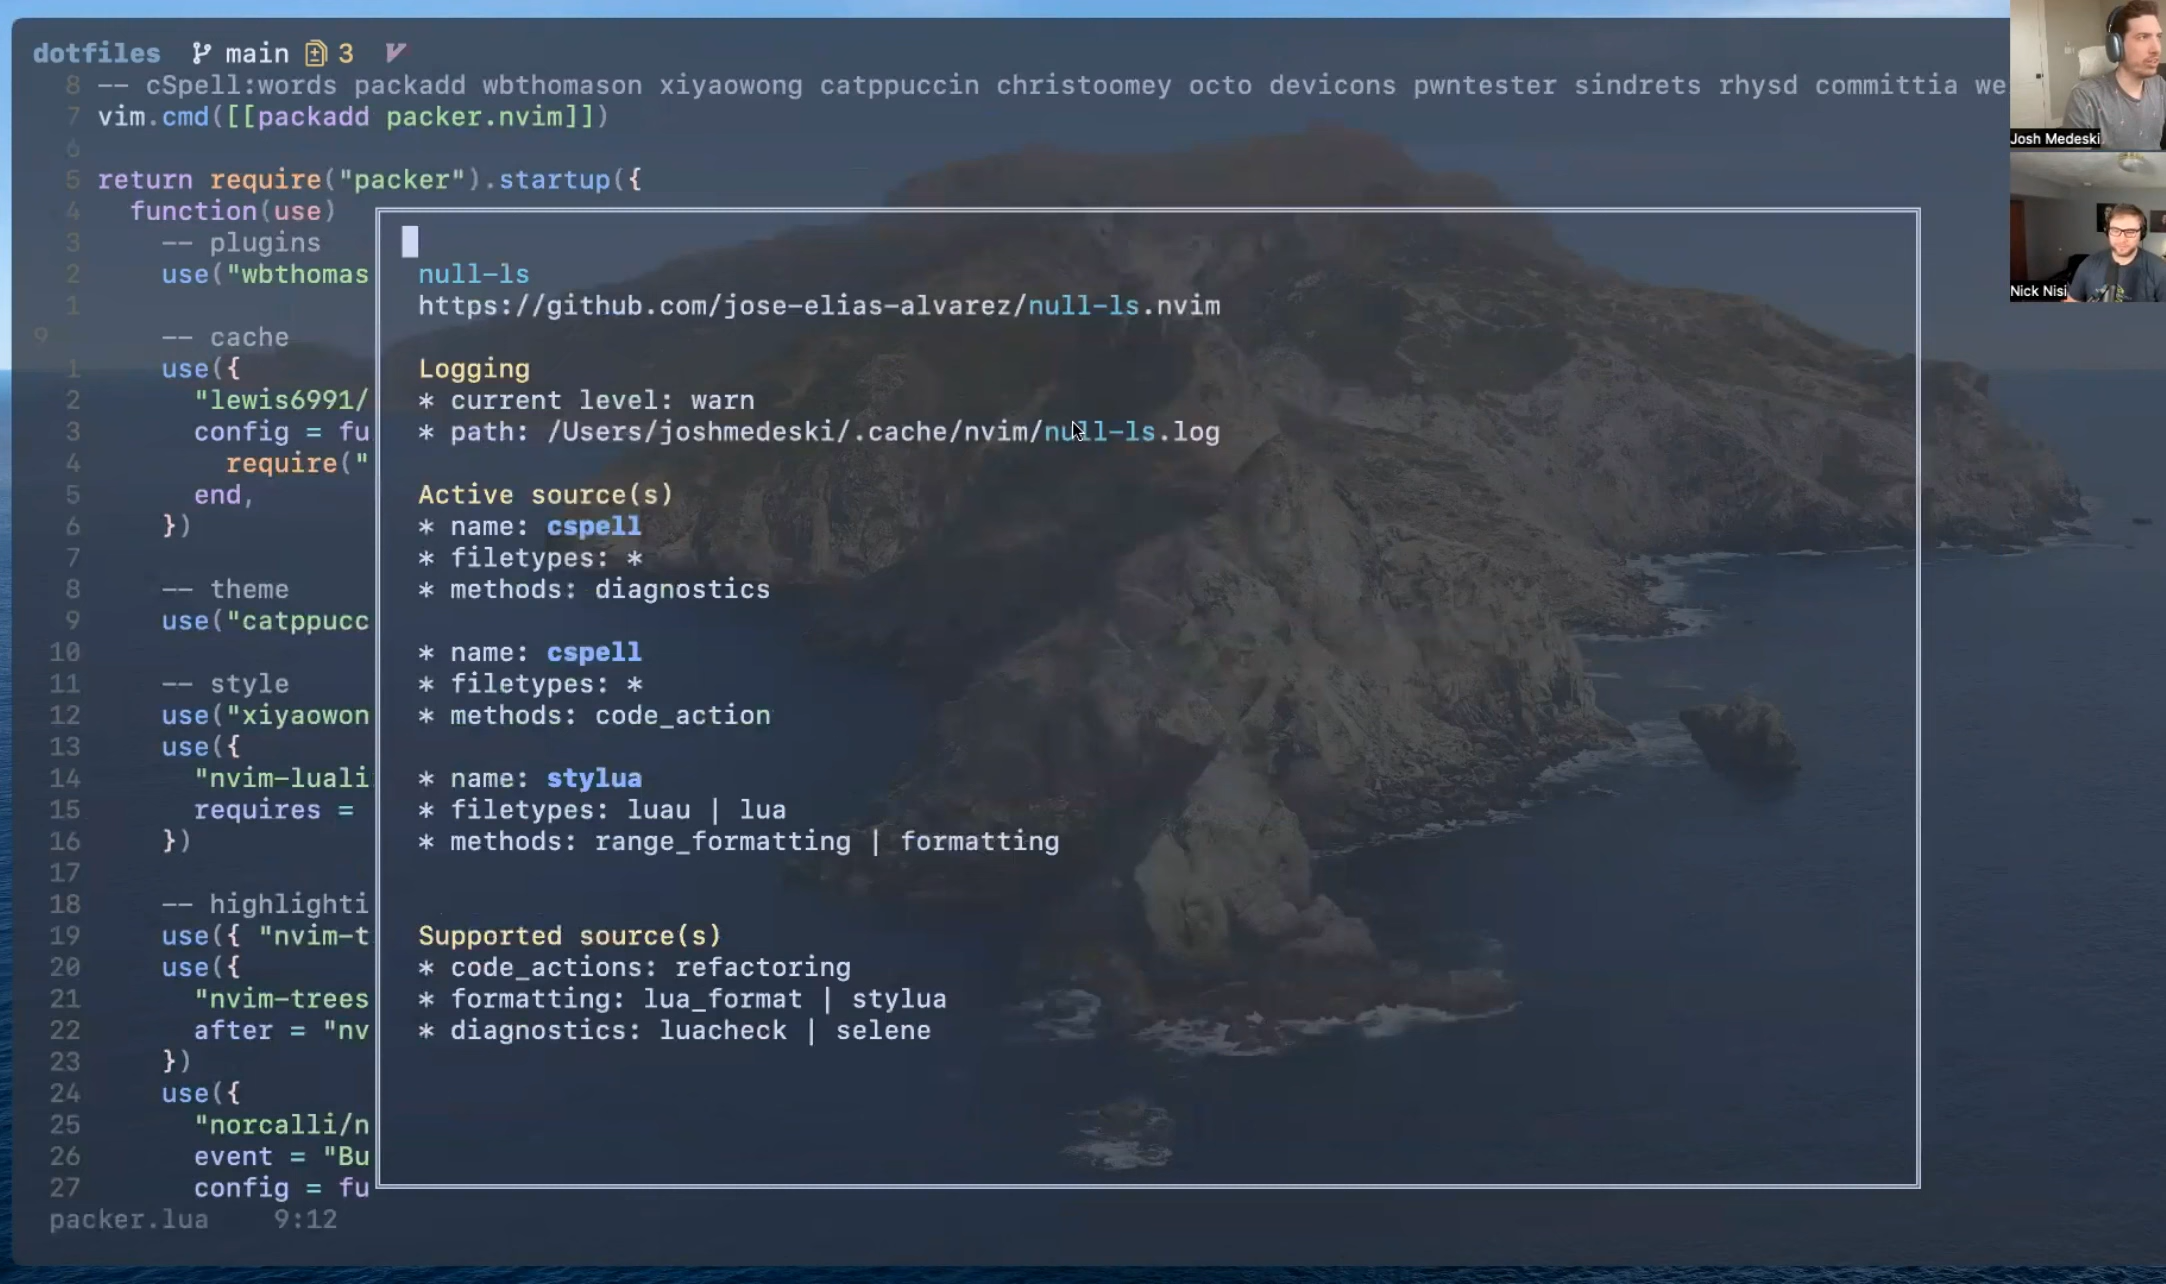 dotfiles main 3
8 -- cSpell:words packadd wbthomason xiyaowong catppuccin christoomey octo devicons pwntester sindrets rhysd committia we
7 vim.cmd([[packadd packer.nvim]])
6
5 return require("packer").startup({
4 function(use)
3 -- plugins
2 use("wbthomas
1
9 -- cache
1 use({
2 "lewis6991/
3 config = fu
4 require("
5 end,
6 })
7
8 -- theme
9 use("catppucc
10
11 -- style
12 use("xiyaowon
13 use({
14 "nvim-luali
15 requires =
16 })
17
18 -- highlighti
19 use({ "nvim-t
20 use({
21 "nvim-trees
22 after = "nv
23 })
24 use({
25 "norcalli/n
26 event = "Bu
27 config = fu
packer.lua 9:12
null-ls
https://github.com/jose-elias-alvarez/null-ls.nvim
Logging
* current level: warn
* path: /Users/joshmedeski/.cache/nvim/null-ls.log
Active source(s)
* name: cspell
* filetypes: *
* methods: diagnostics
* name: cspell
* filetypes: *
* methods: code_action
* name: stylua
* filetypes: luau | lua
* methods: range_formatting | formatting
Supported source(s)
* code_actions: refactoring
* formatting: lua_format | stylua
* diagnostics: luacheck | selene
Josh Medeski
Nick Nisi